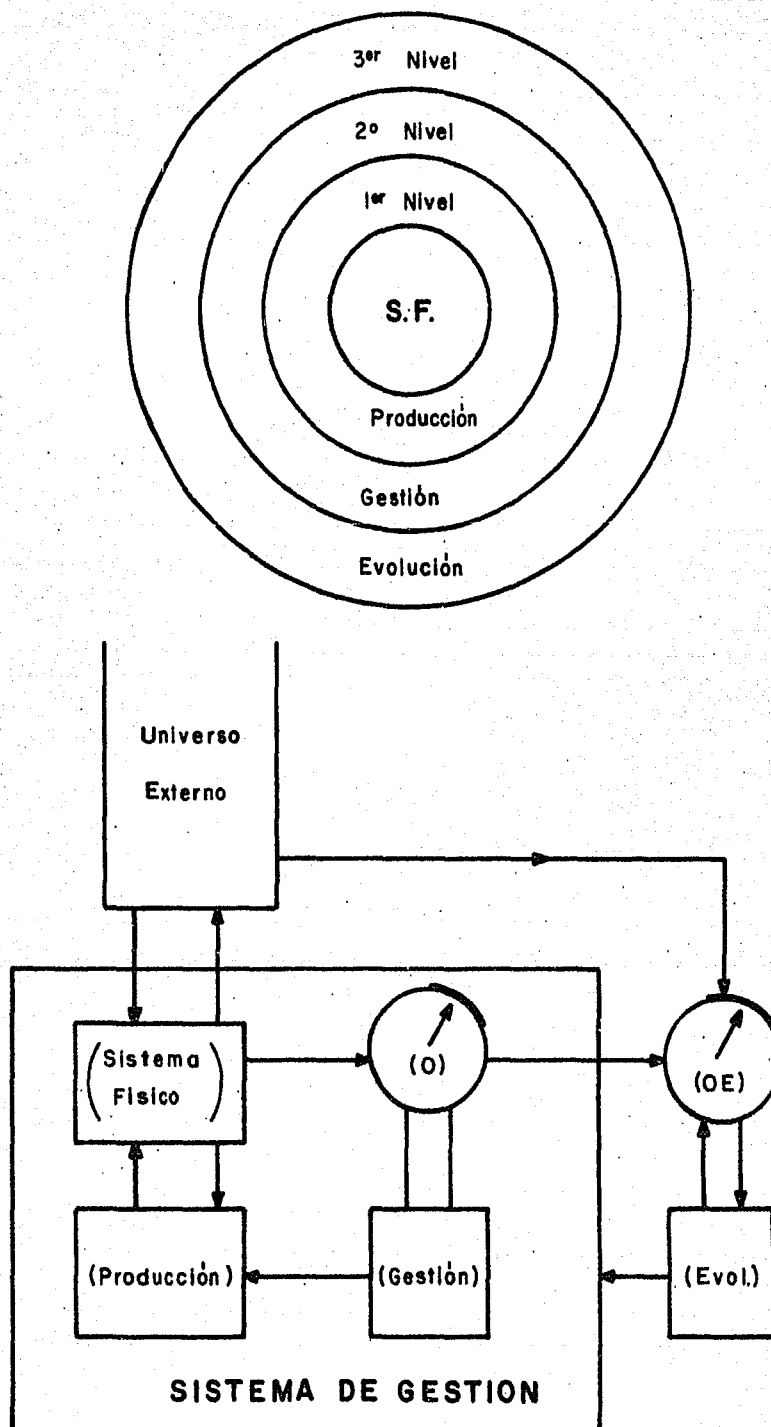 3er Nivel
2o Nivel
1er Nivel
S.F.
Producción
Gestión
Evolución
Universo
Externo
(Sistema
Fisico)
(O)
(OE)
(Producción)
(Gestión)
(Evol.)
SISTEMA DE GESTION